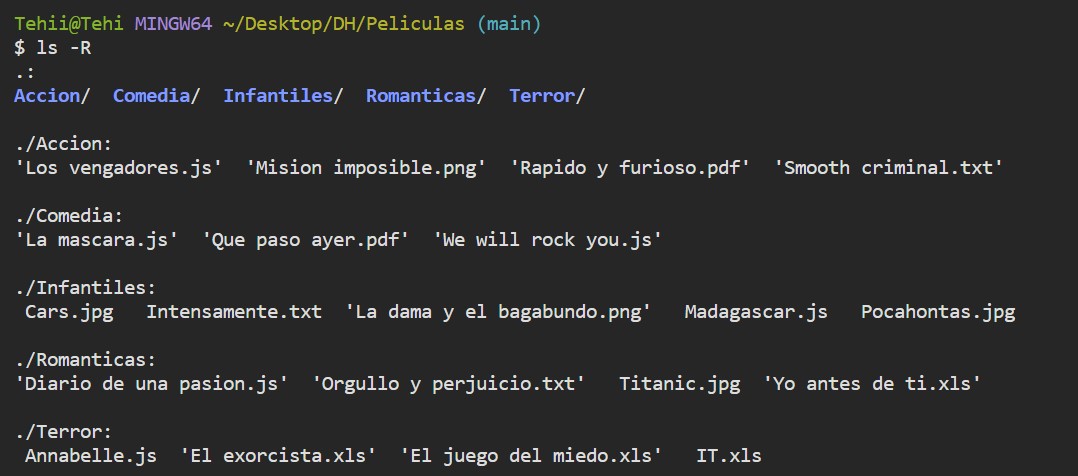 Tehii@Tehi MINGW64 ~/Desktop/DH/Peliculas (main)
$ ls -R
.:
Accion/  Comedia/  Infantiles/  Romanticas/  Terror/
./Accion:
'Los vengadores.js'  'Mision imposible.png'  'Rapido y furioso.pdf'  'Smooth criminal.txt'
./Comedia:
'La mascara.js'  'Que paso ayer.pdf'  'We will rock you.js'
./Infantiles:
 Cars.jpg   Intensamente.txt  'La dama y el bagabundo.png'   Madagascar.js   Pocahontas.jpg
./Romanticas:
'Diario de una pasion.js'  'Orgullo y perjuicio.txt'   Titanic.jpg  'Yo antes de ti.xls'
./Terror:
 Annabelle.js  'El exorcista.xls'  'El juego del miedo.xls'   IT.xls